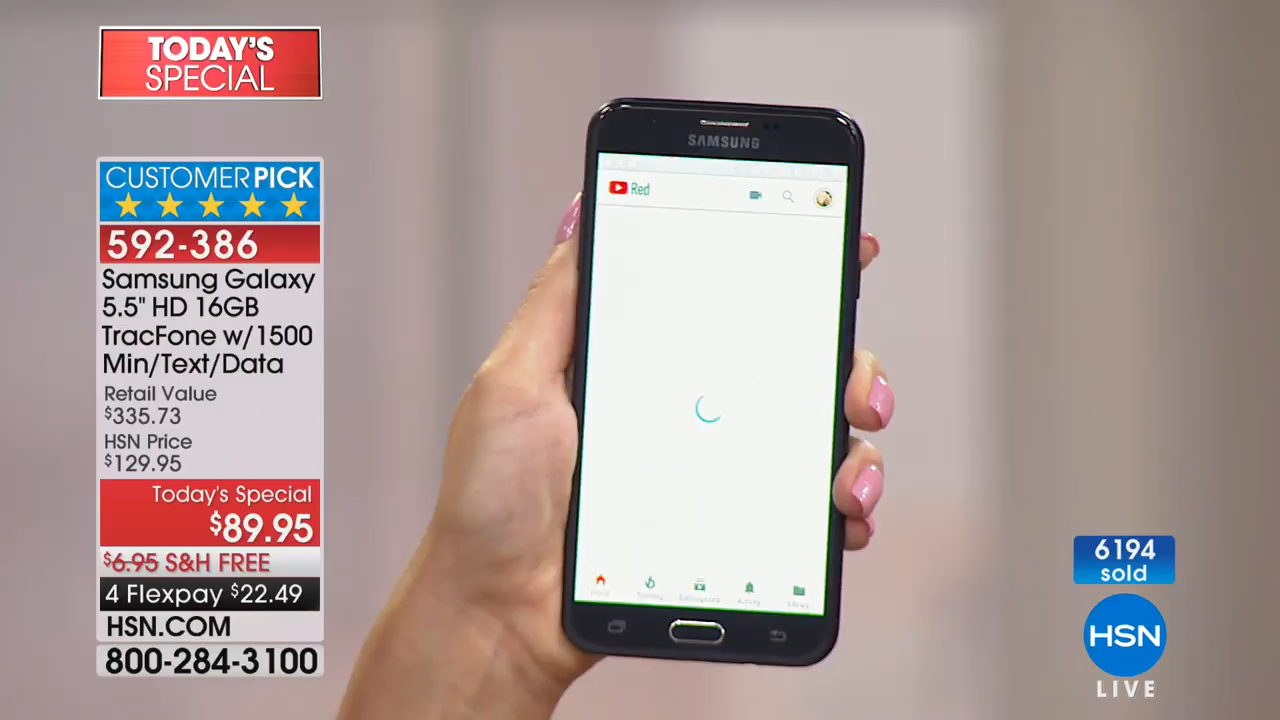 TODAY'S
SPECIAL
CUSTOMER PICK
592-386
Samsung Galaxy
5.5" HD 16GB
TracFone w/1500
Min/Text/Data
Retail Value
$335.73
HSN Price
$129.95
Today's Special
$89.95
$6.95 S&H FREE
4 Flexpay $22.49
HSN.COM
800-284-3100
SAMSUNG
Red
6194
sold
HSN
LIVE